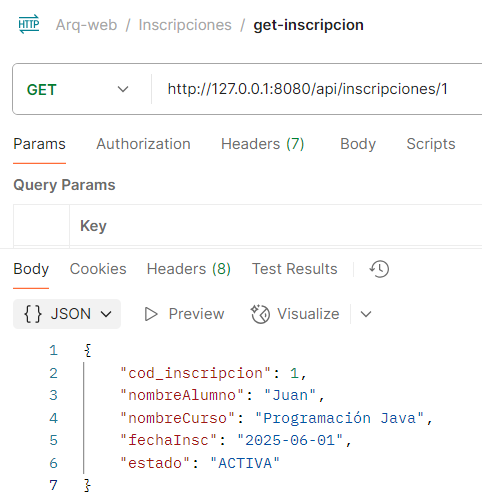 HTTP Arq-web / Inscripciones / get-inscripcion
GET http://127.0.0.1:8080/api/inscripciones/1
Params Authorization Headers (7) Body Scripts
Query Params
Key
Body Cookies Headers (8) Test Results
{} JSON Preview Visualize
1 {
2 "cod_inscripcion": 1,
3 "nombreAlumno": "Juan",
4 "nombreCurso": "Programación Java",
5 "fechaInsc": "2025-06-01",
6 "estado": "ACTIVA"
7 }